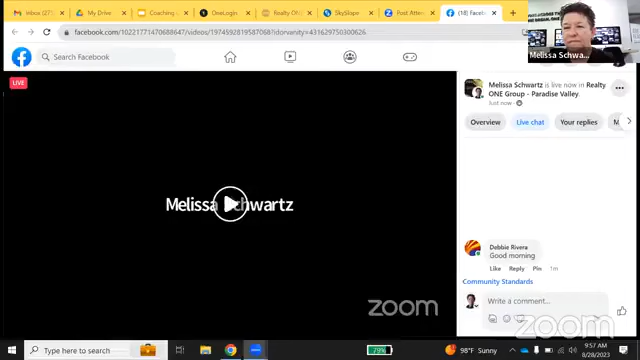 Inbox (27
My Drive
Coaching
OneLogin
Realty ONE
SkySlope
Post Attend
(18) Facebo
facebook.com/10221771470688647/videos/1974592819587068?idorvanity=431629750300626
Search Facebook
Melissa Schwa...
LIVE
Melissa Schwartz
zoom
Melissa Schwartz is live now in Realty
ONE Group - Paradise Valley.
Just now
Overview
Live chat
Your replies
M
Debbie Rivera
Good morning
Like Reply Pin 1m
Community Standards
Write a comment...
zoom
Type here to search
98°F Sunny
9:57 AM
8/28/2023